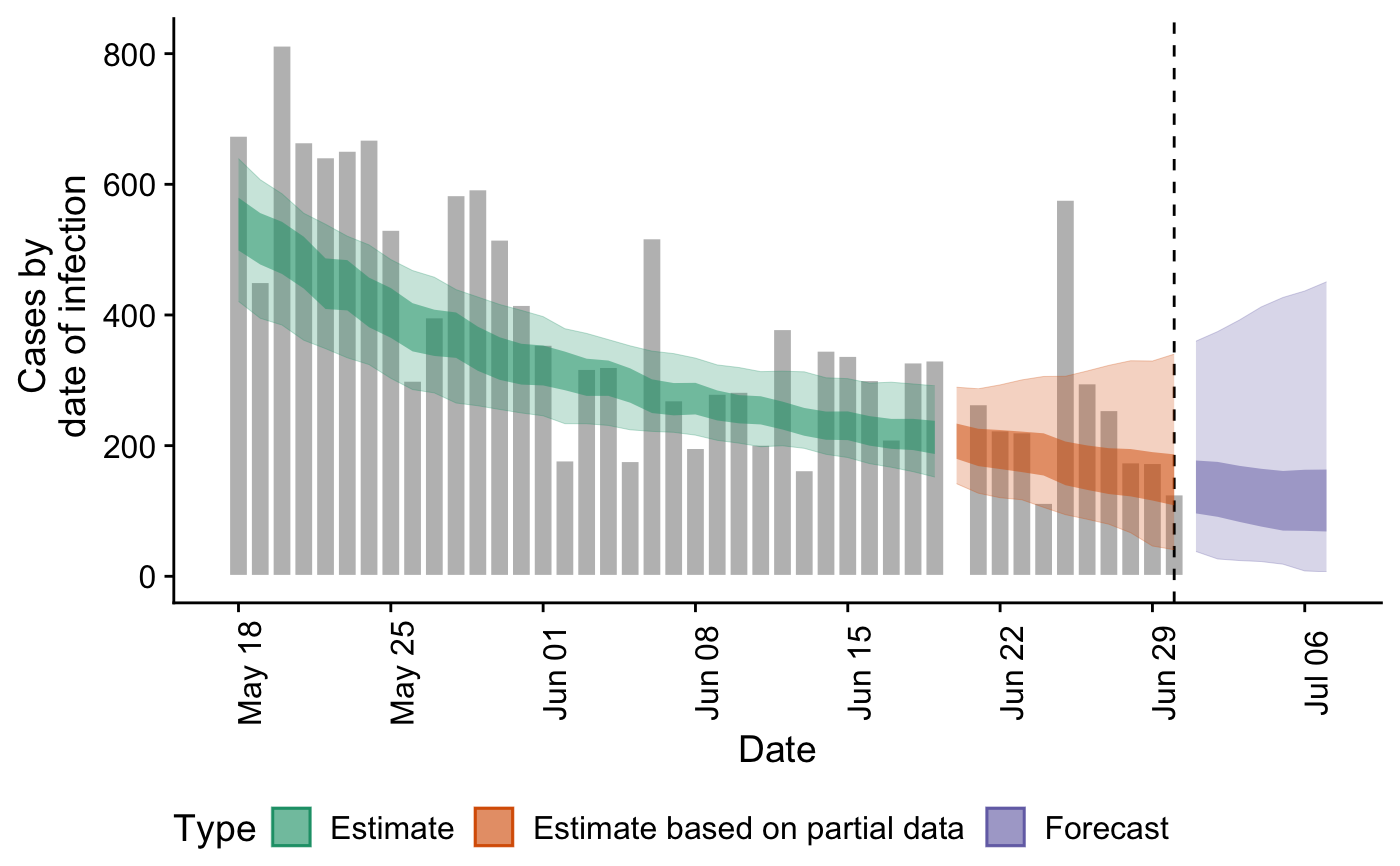 800
600
400
200
0
Cases by
date of infection
May 18
May 25
Jun 01
Jun 08
Jun 15
Jun 22
Jun 29
Jul 06
Date
Type Estimate Estimate based on partial data Forecast